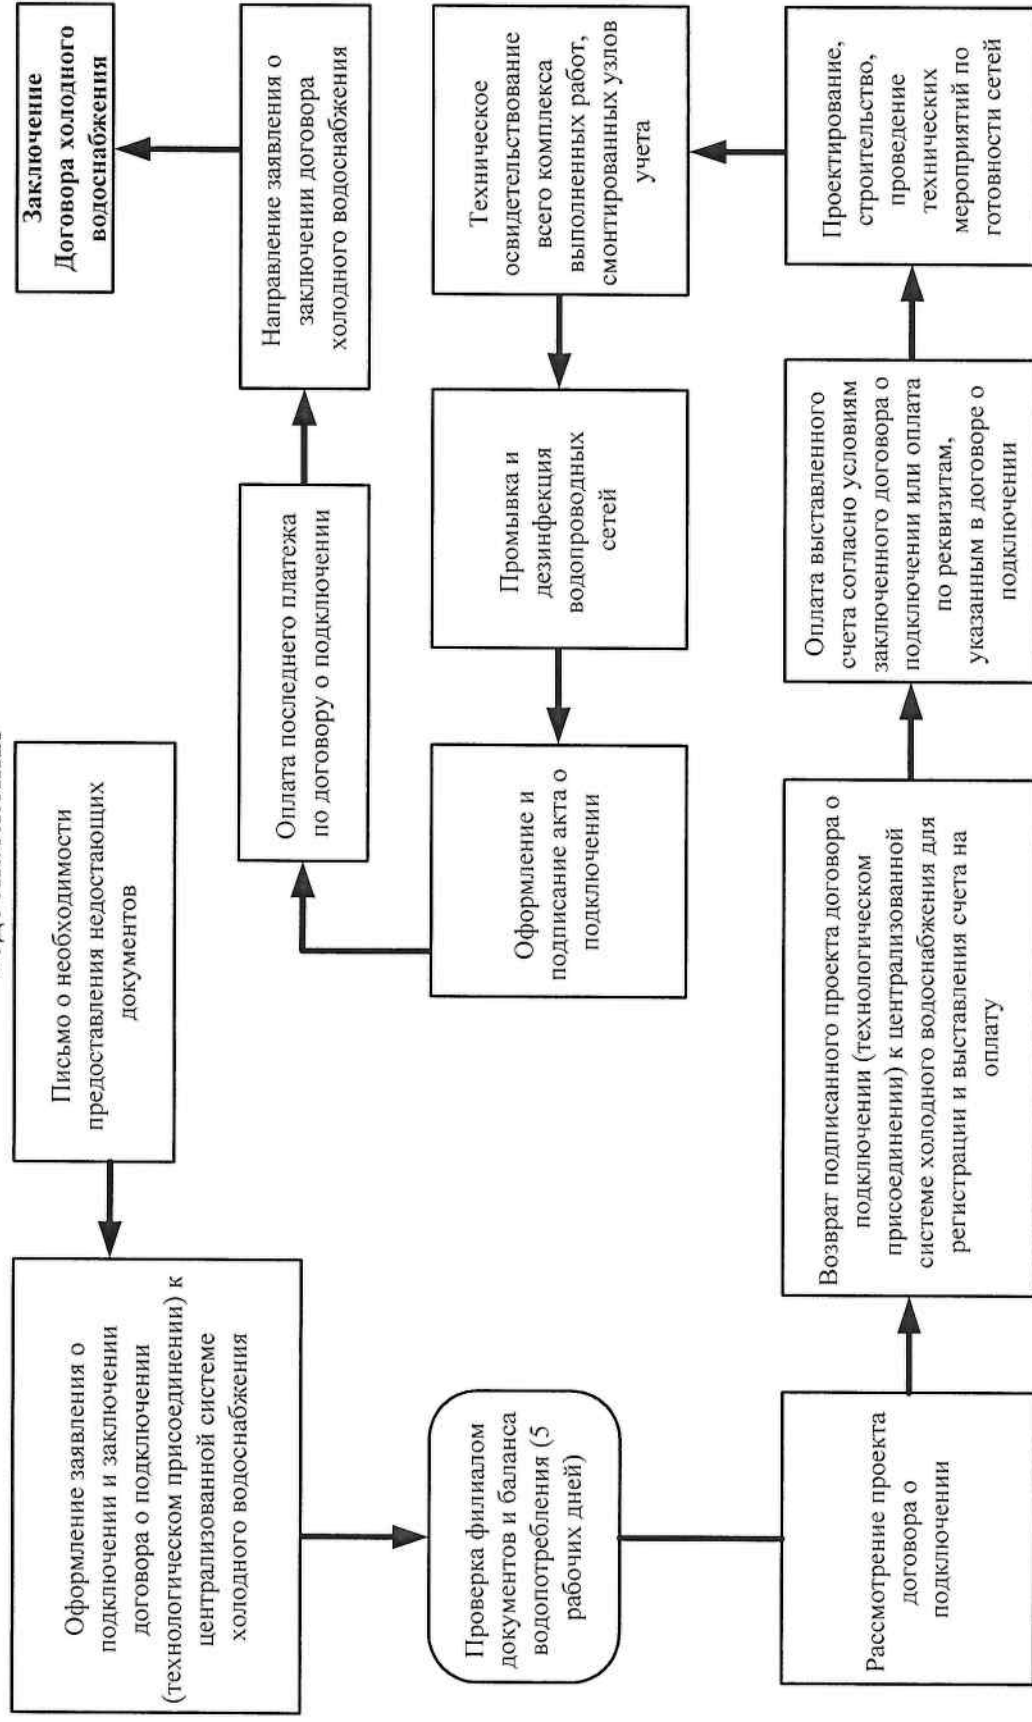 Письмо о необходимости
предоставления недостающих
документов
Оформление заявления о
подключении и заключении
договора о подключении
(технологическом присоединении) к
централизованной системе
холодного водоснабжения
Проверка филиалом
документов и баланса
водопотребления (5
рабочих дней)
Рассмотрение проекта
договора о
подключении
Возврат подписанного проекта договора о
подключении (технологическом
присоединении) к централизованной
системе холодного водоснабжения для
регистрации и выставления счета на
оплату
Оплата выставленного
счета согласно условиям
заключенного договора о
подключении или оплата
по реквизитам,
указанным в договоре о
подключении
Проектирование,
строительство,
проведение
технических
мероприятий по
готовности сетей
Техническое
освидетельствование
всего комплекса
выполненных работ,
смонтированных узлов
учета
Промывка и
дезинфекция
водопроводных
сетей
Оформление и
подписание акта о
подключении
Оплата последнего платежа
по договору о подключении
Направление заявления о
заключении договора
холодного водоснабжения
Заключение
Договора холодного
водоснабжения